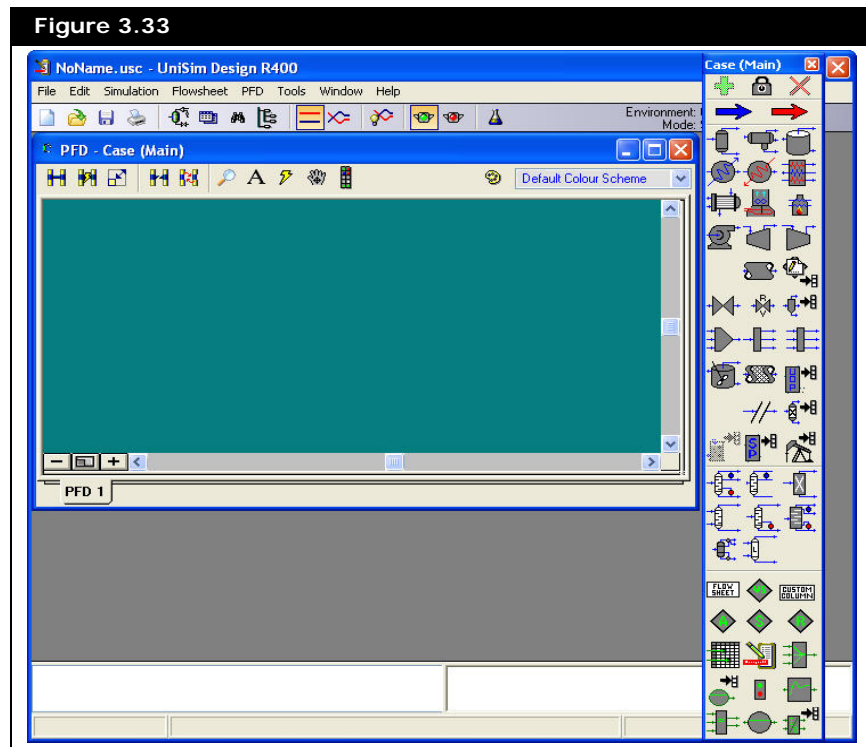 Figure 3.33
NoName.usc - UniSim Design R400
Case (Main)
File Edit Simulation Flowsheet PFD Tools Window Help
Environment:
Mode:
PFD - Case (Main)
A
Default Colour Scheme
PFD 1
FLOW
SHEET
CUSTOM
COLUMN